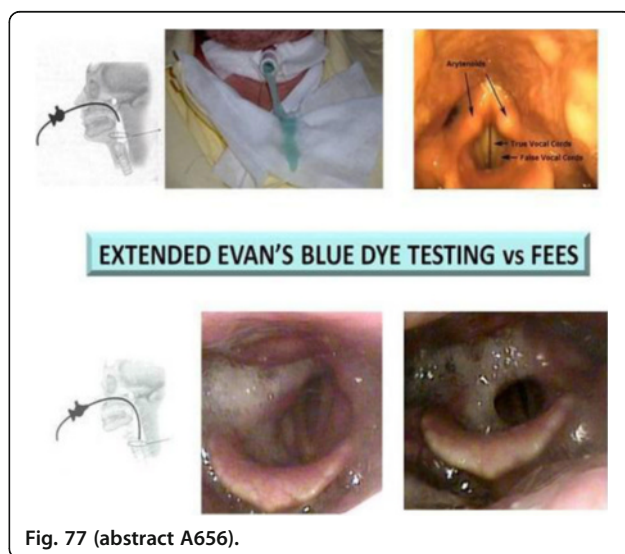 Arytenoids
True Vocal Cords
False Vocal Cords
EXTENDED EVAN'S BLUE DYE TESTING vs FEES
Fig. 77 (abstract A656).